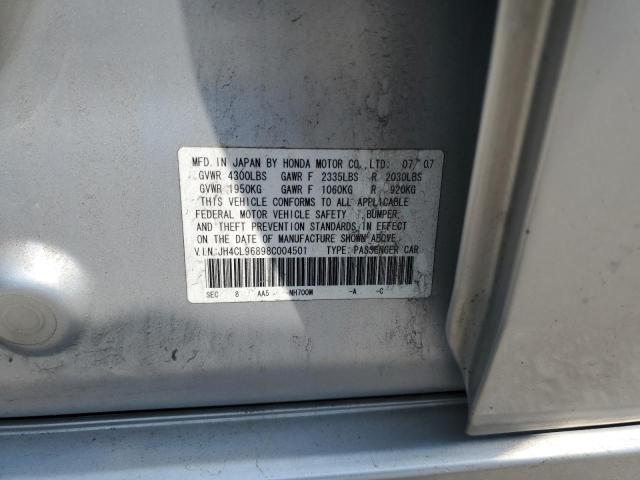 MFD. IN JAPAN BY HONDA MOTOR CO., LTD. 07/07
GVWR 4300LBS GAWR F 2335LBS R 2030LBS
GVWR 1950KG GAWR F 1060KG R 920KG
THIS VEHICLE CONFORMS TO ALL APPLICABLE
FEDERAL MOTOR VEHICLE SAFETY, BUMPER,
AND THEFT PREVENTION STANDARDS IN EFFECT
ON THE DATE OF MANUFACTURE SHOWN ABOVE.
V.I.N: JH4CL96898C004501 TYPE: PASSENGER CAR
SEC 8 AA5 NH700M -A -C